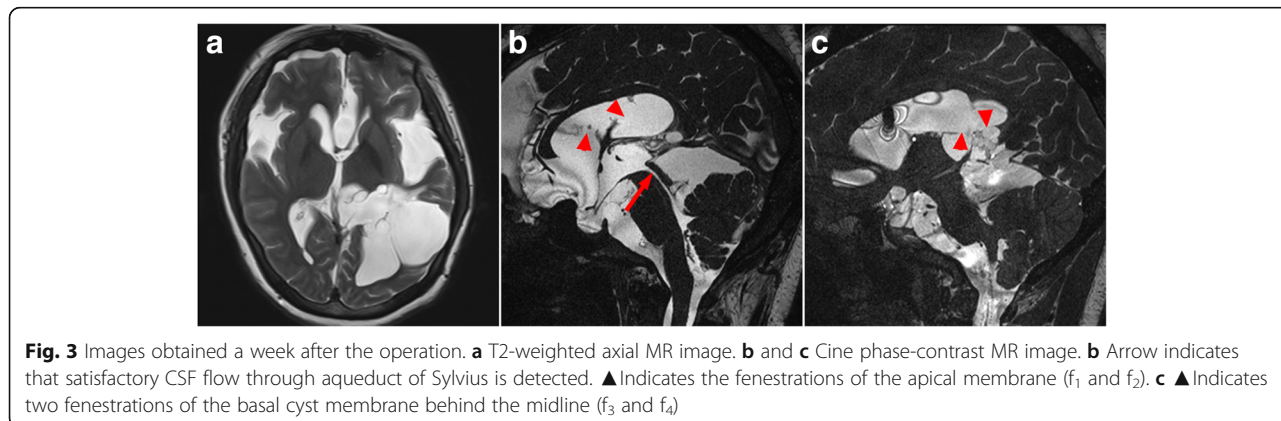 a
b
c
Fig. 3 Images obtained a week after the operation. a T2-weighted axial MR image. b and c Cine phase-contrast MR image. b Arrow indicates
that satisfactory CSF flow through aqueduct of Sylvius is detected. ▲Indicates the fenestrations of the apical membrane (f₁ and f₂). c ▲Indicates
two fenestrations of the basal cyst membrane behind the midline (f₃ and f₄)